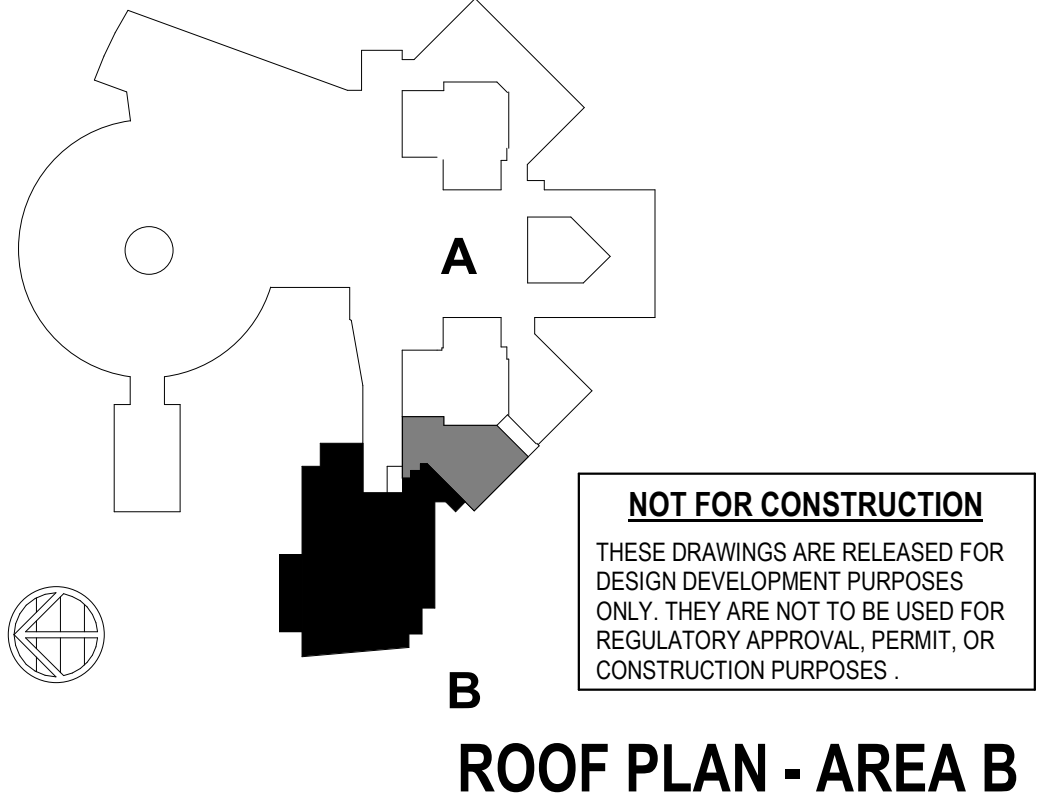 A
NOT FOR CONSTRUCTION
THESE DRAWINGS ARE RELEASED FOR
DESIGN DEVELOPMENT PURPOSES
ONLY. THEY ARE NOT TO BE USED FOR
REGULATORY APPROVAL, PERMIT, OR
CONSTRUCTION PURPOSES .
B
ROOF PLAN - AREA B